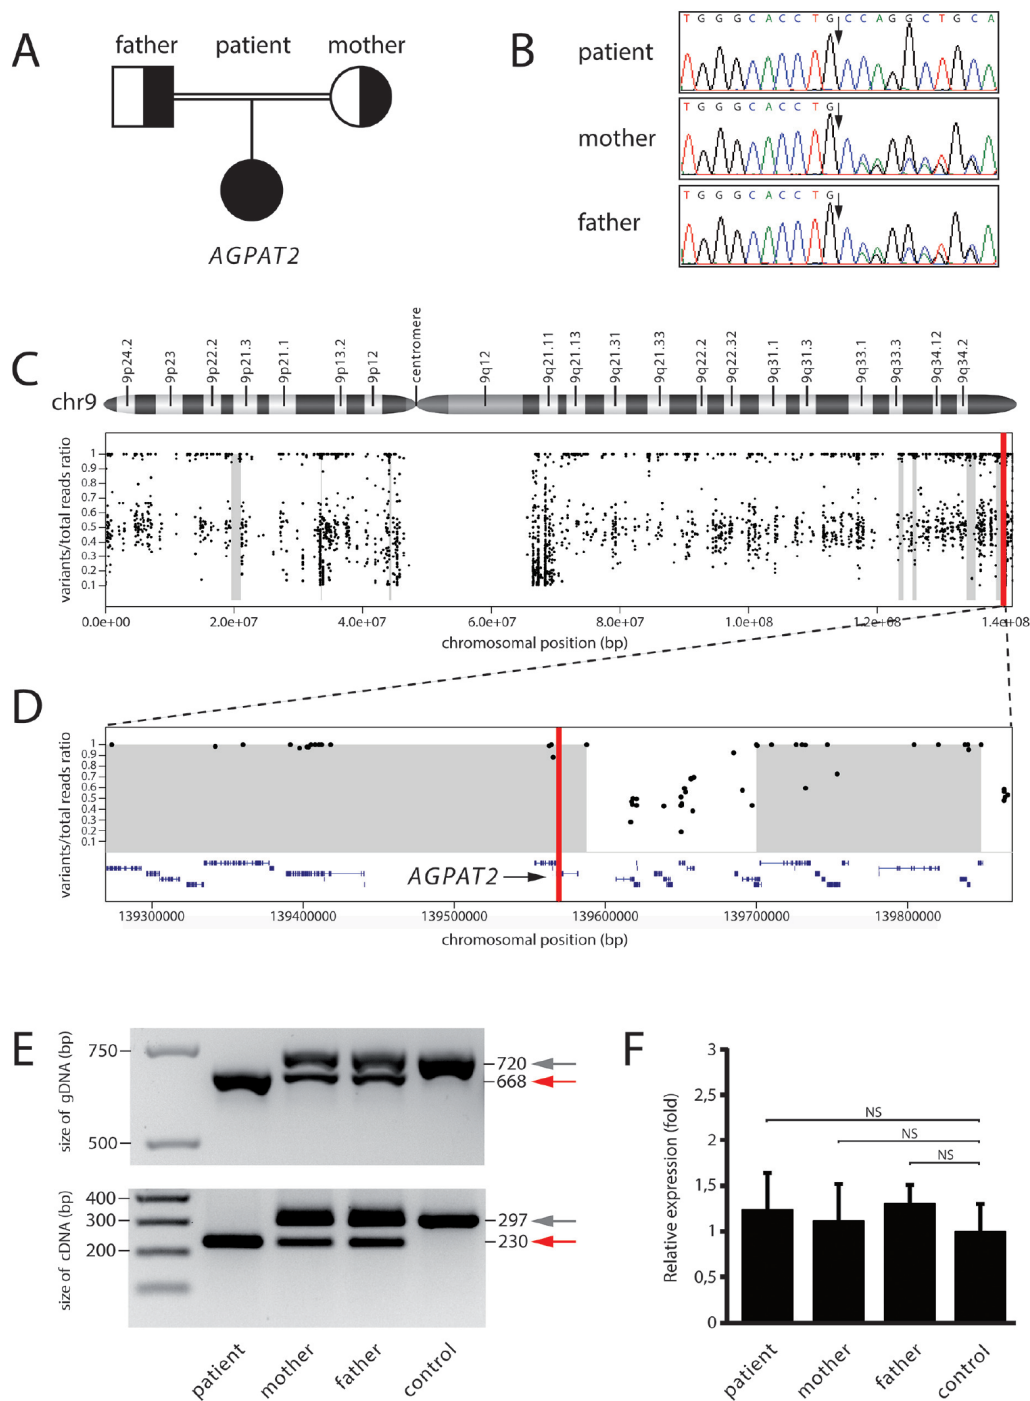 A
father patient mother
AGPAT2
B
patient
TGGGCACCTGCCAGGCTGCA
mother
TGGGCACCTG
father
TGGGCACCTG
C
9p24.2 9p23 9p22.2 9p21.3 9p21.1 9p13.2 9p12 centromere 9q12 9q21.11 9q21.13 9q21.31 9q21.33 9q22.2 9q22.32 9q31.1 9q31.3 9q33.1 9q33.3 9q34.12 9q34.2
chr9
variants/total reads ratio
1
0.9
0.8
0.7
0.6
0.5
0.4
0.3
0.2
0.1
0.0e+00 2.0e+07 4.0e+07 6.0e+07 8.0e+07 1.0e+08 1.2e+08 1.4e+08
chromosomal position (bp)
D
variants/total reads ratio
1
0.9
0.8
0.7
0.6
0.5
0.4
0.3
0.2
0.1
AGPAT2
139300000 139400000 139500000 139600000 139700000 139800000
chromosomal position (bp)
E
size of gDNA (bp)
750
500
720
668
size of cDNA (bp)
400
300
200
297
230
patient mother father control
F
Relative expression (fold)
3
2,5
2
1,5
1
0,5
0
NS
NS
NS
patient mother father control